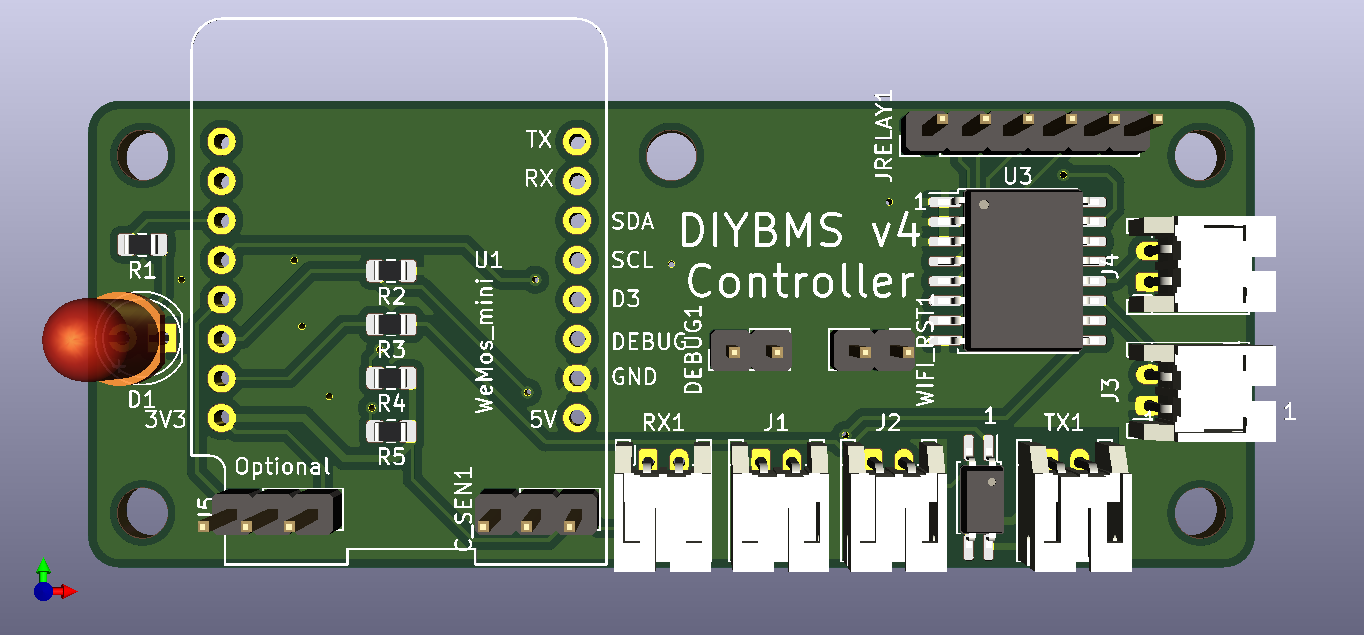 JRELAY1
TX
RX
U3
1
SDA
DIYBMS v4
Controller
R1
U1
SCL
J4
R2
WeMos_mini
D3
R3
DEBUG
DEBUG1
WIFI_RST1
GND
R4
J3
D1
3V3
5V
RX1
J1
J2
1
TX1
1
R5
Optional
J5
C_SEN1